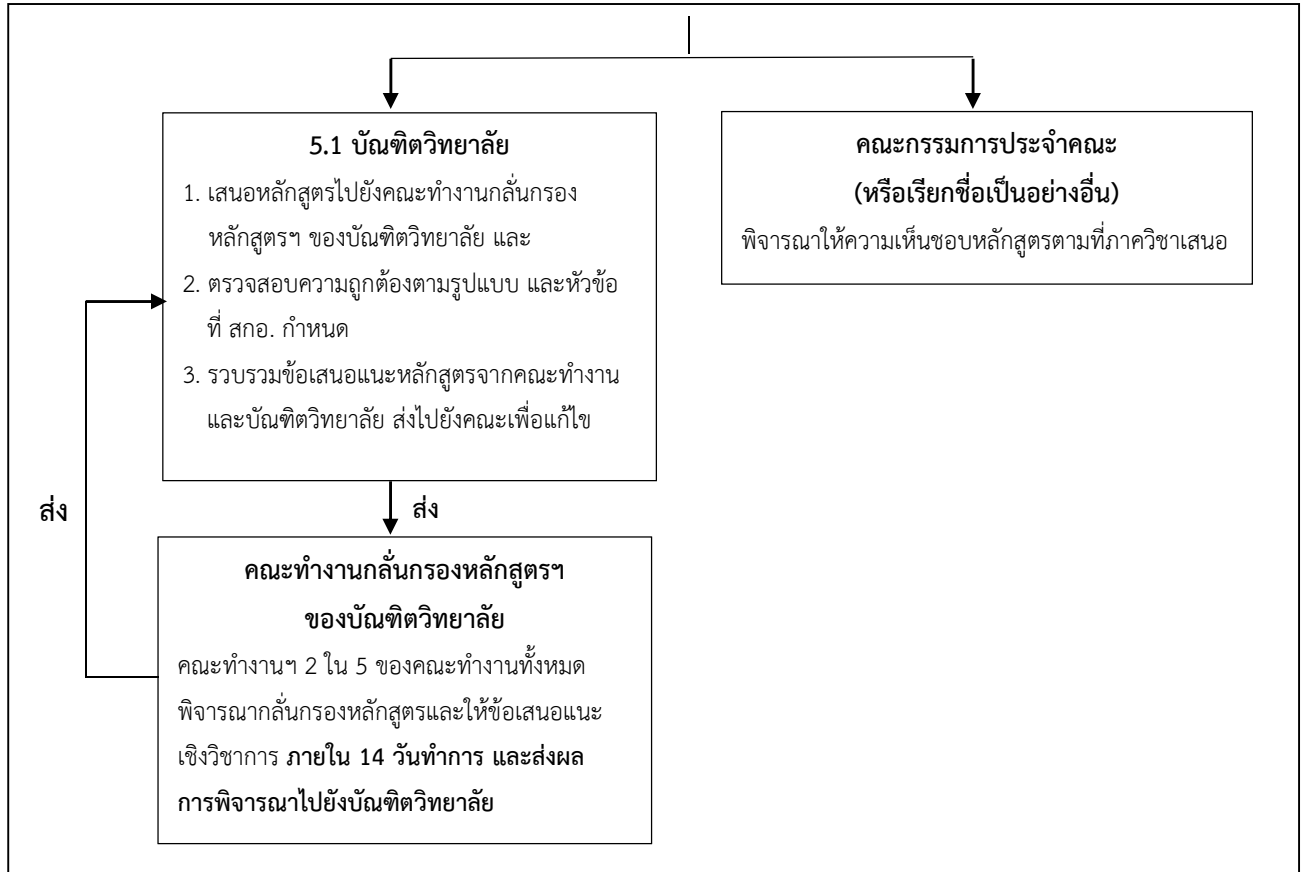 5.1 บัณฑิตวิทยาลัย
1. เสนอหลักสูตรไปยังคณะทำงานกลั่นกรอง
หลักสูตรฯ ของบัณฑิตวิทยาลัย และ
2. ตรวจสอบความถูกต้องตามรูปแบบ และหัวข้อ
ที่ สกอ. กำหนด
3. รวบรวมข้อเสนอแนะหลักสูตรจากคณะทำงาน
และบัณฑิตวิทยาลัย ส่งไปยังคณะเพื่อแก้ไข
คณะกรรมการประจำคณะ
(หรือเรียกชื่อเป็นอย่างอื่น)
พิจารณาให้ความเห็นชอบหลักสูตรตามที่ภาควิชาเสนอ
ส่ง
ส่ง
คณะทำงานกลั่นกรองหลักสูตรฯ
ของบัณฑิตวิทยาลัย
คณะทำงานฯ 2 ใน 5 ของคณะทำงานทั้งหมด
พิจารณากลั่นกรองหลักสูตรและให้ข้อเสนอแนะ
เชิงวิชาการ ภายใน 14 วันทำการ และส่งผล
การพิจารณาไปยังบัณฑิตวิทยาลัย